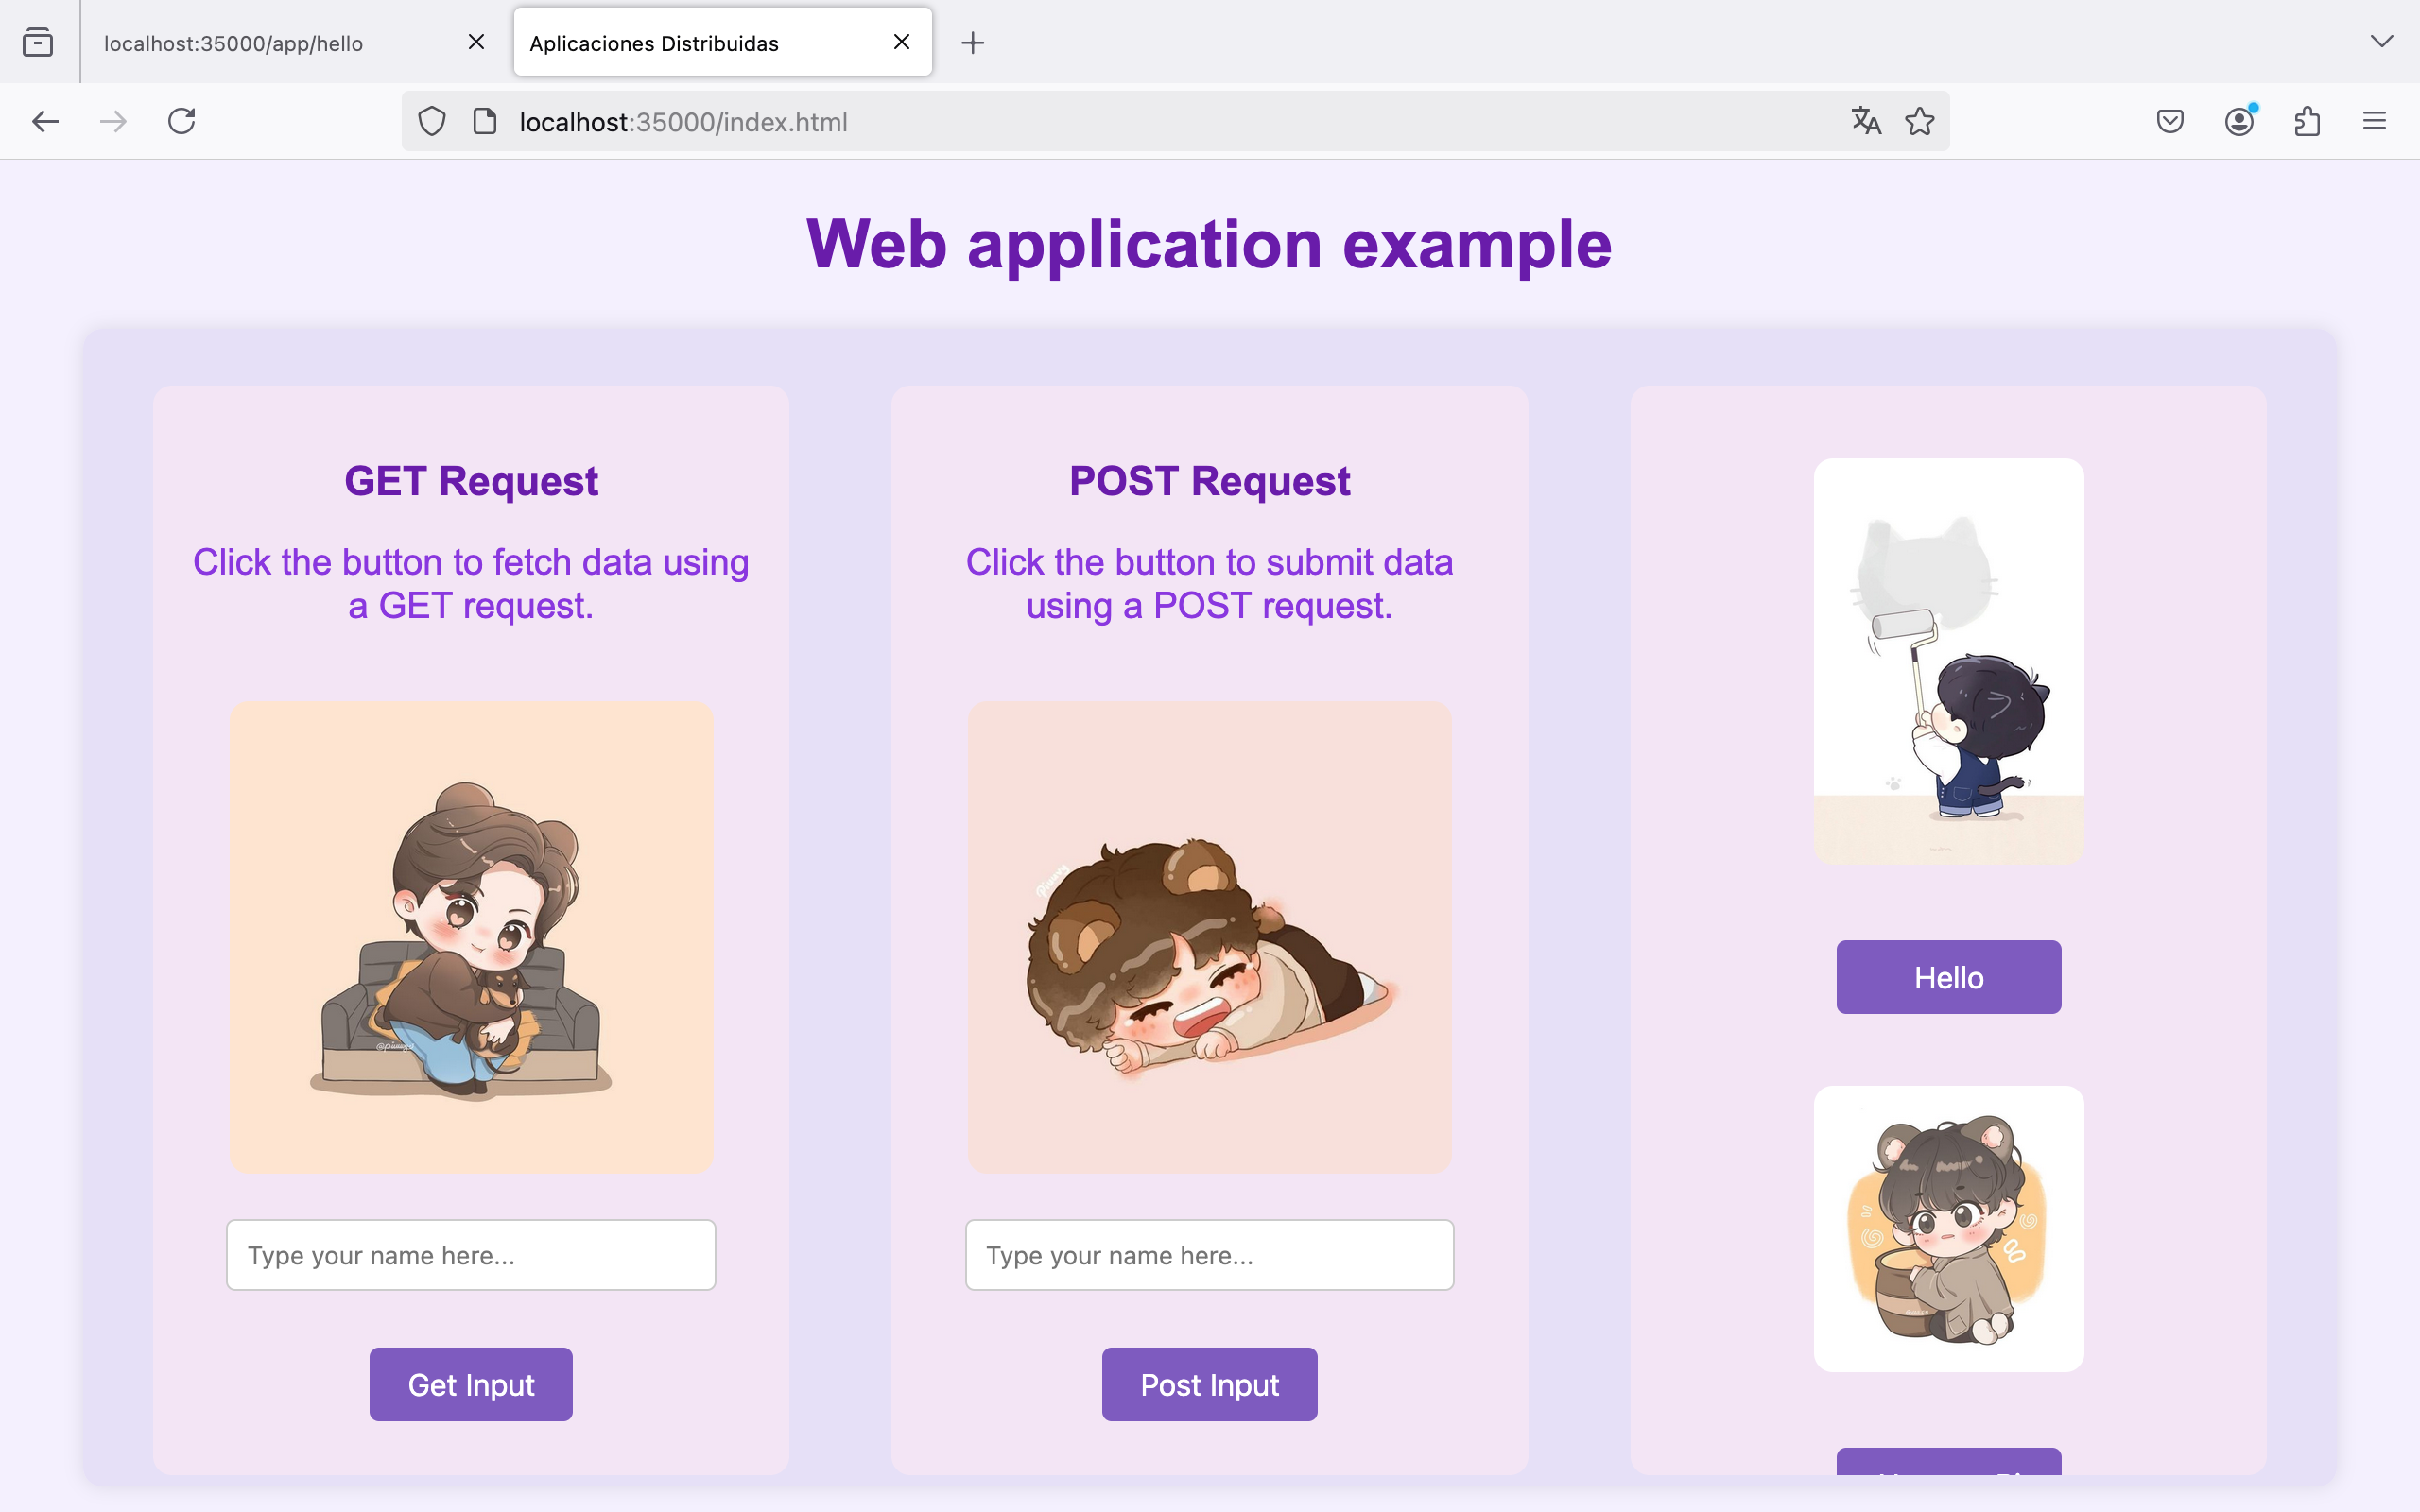 localhost:35000/app/hello
Aplicaciones Distribuidas
localhost:35000/index.html
Web application example
GET Request
Click the button to fetch data using
a GET request.
Type your name here...
Get Input
POST Request
Click the button to submit data
using a POST request.
Type your name here...
Post Input
Hello